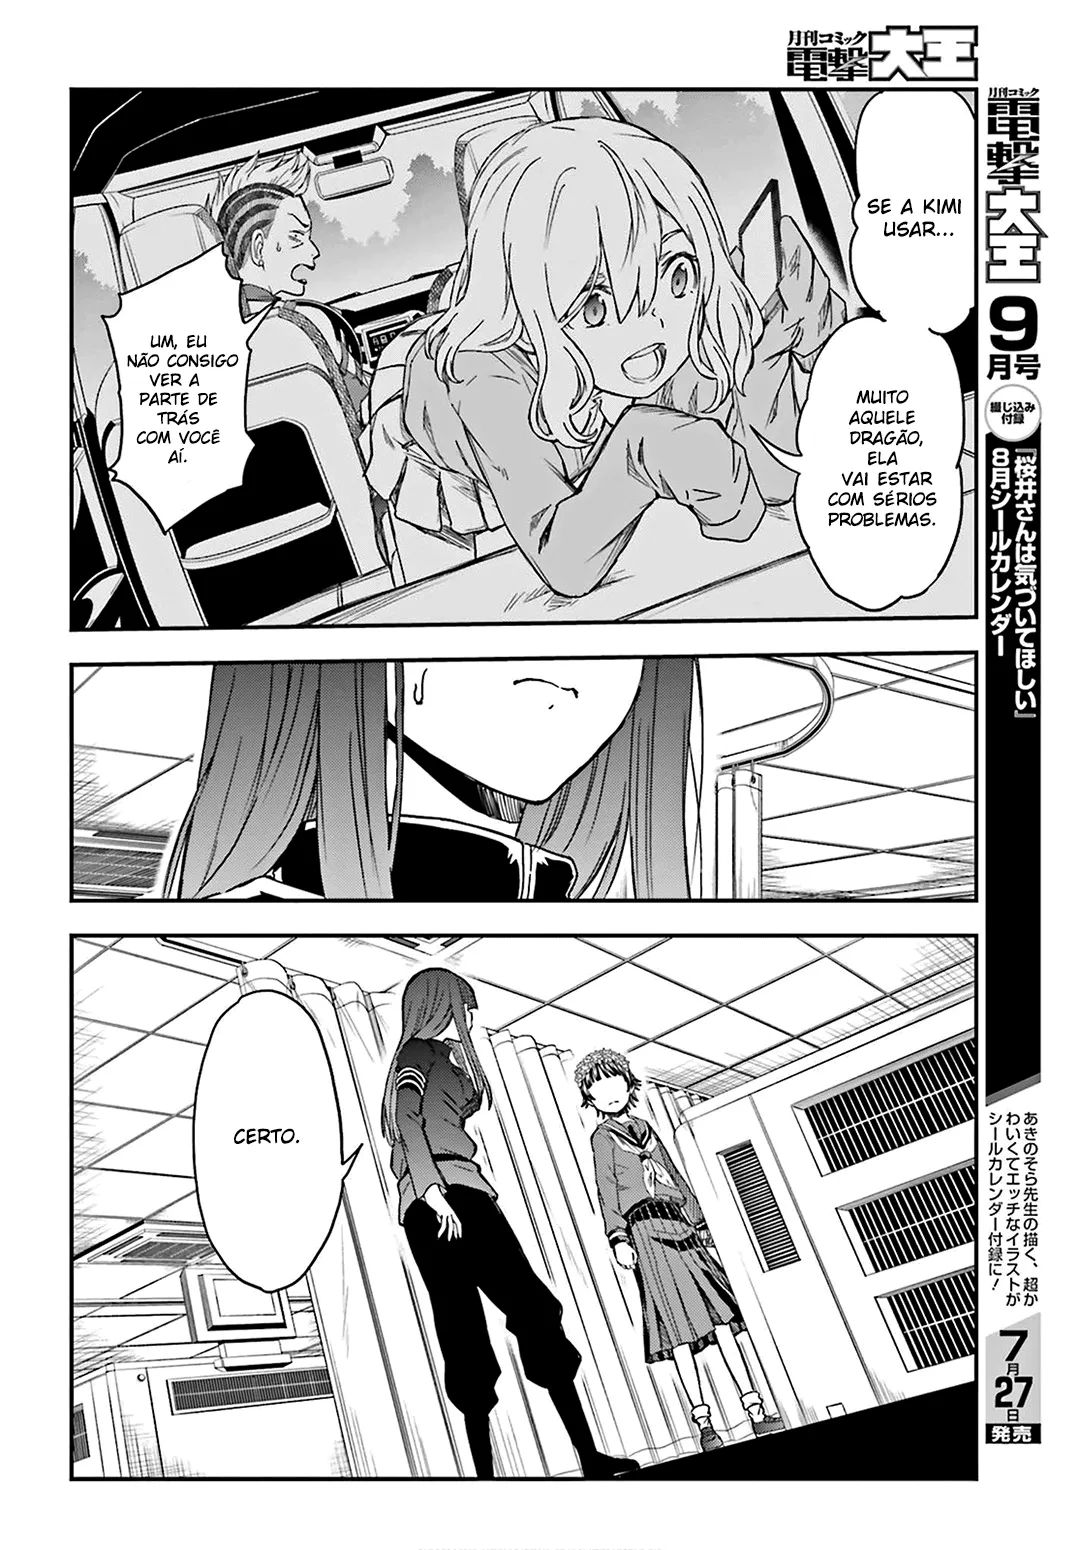 月刊コミック
電撃大王
SE A KIMI
USAR...
MUITO
AQUELE
DRAGÃO,
ELA
VAI ESTAR
COM SÉRIOS
PROBLEMAS.
UM, EU
NÃO CONSIGO
VER A
PARTE DE
TRÁS
COM VOCÊ
AÍ.
CERTO.
月刊コミック
電撃大王
9
月号
綴じ込み
付録
『桜井さんは気づいてほしい』
8月シールカレンダー
あきのそら先生の描く、超か
わいくてエッチなイラストが
シールカレンダー付録に！
7
月
27日
発売